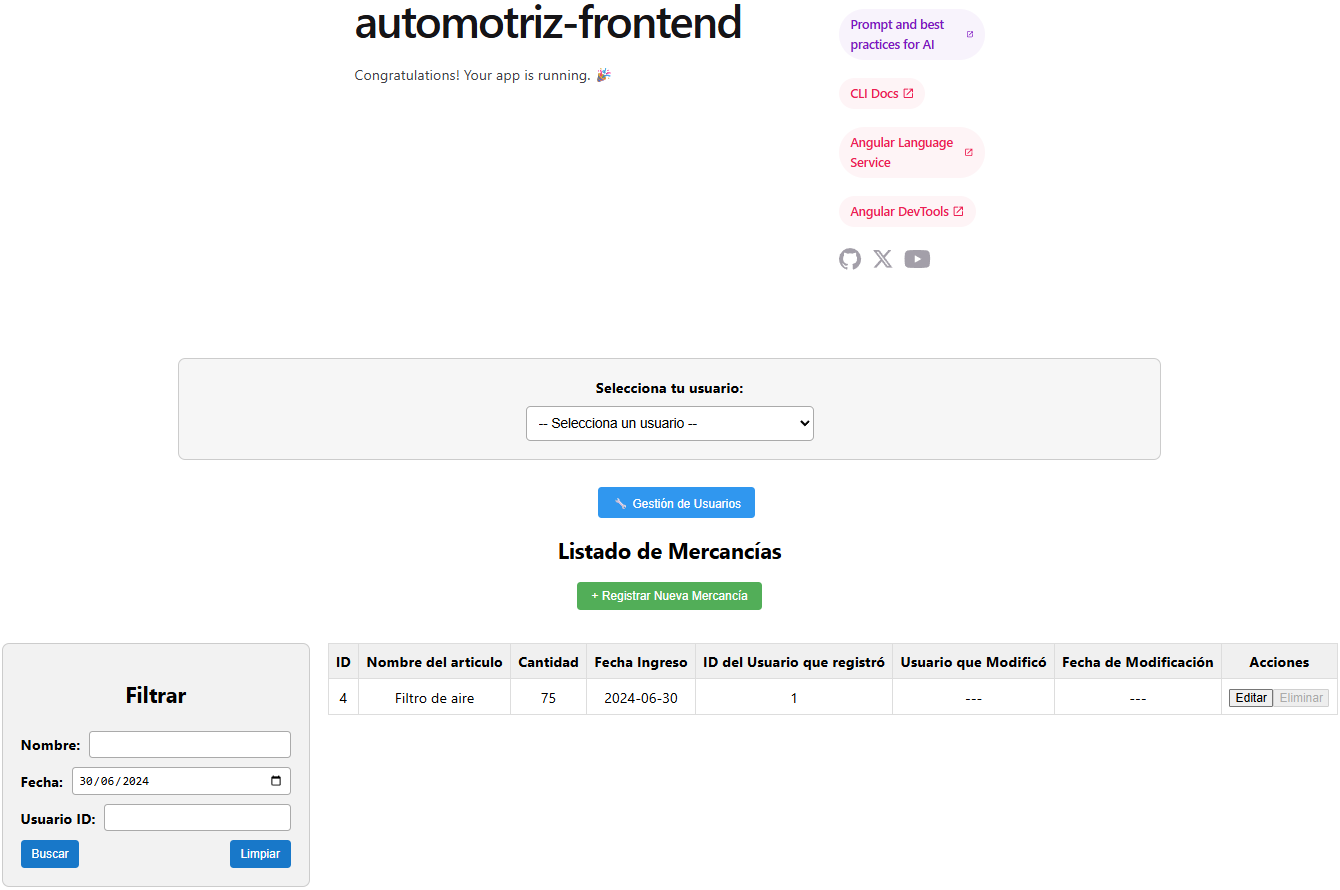 automotriz-frontend
Congratulations! Your app is running. 🎉
Prompt and best
practices for AI
CLI Docs
Angular Language
Service
Angular DevTools
Selecciona tu usuario:
-- Selecciona un usuario --
🔧 Gestión de Usuarios
Listado de Mercancías
+ Registrar Nueva Mercancía
Filtrar
Nombre:
Fecha: 30/06/2024
Usuario ID:
Buscar Limpiar
ID Nombre del articulo Cantidad Fecha Ingreso ID del Usuario que registró Usuario que Modificó Fecha de Modificación Acciones
4 Filtro de aire 75 2024-06-30 1 --- --- Editar Eliminar